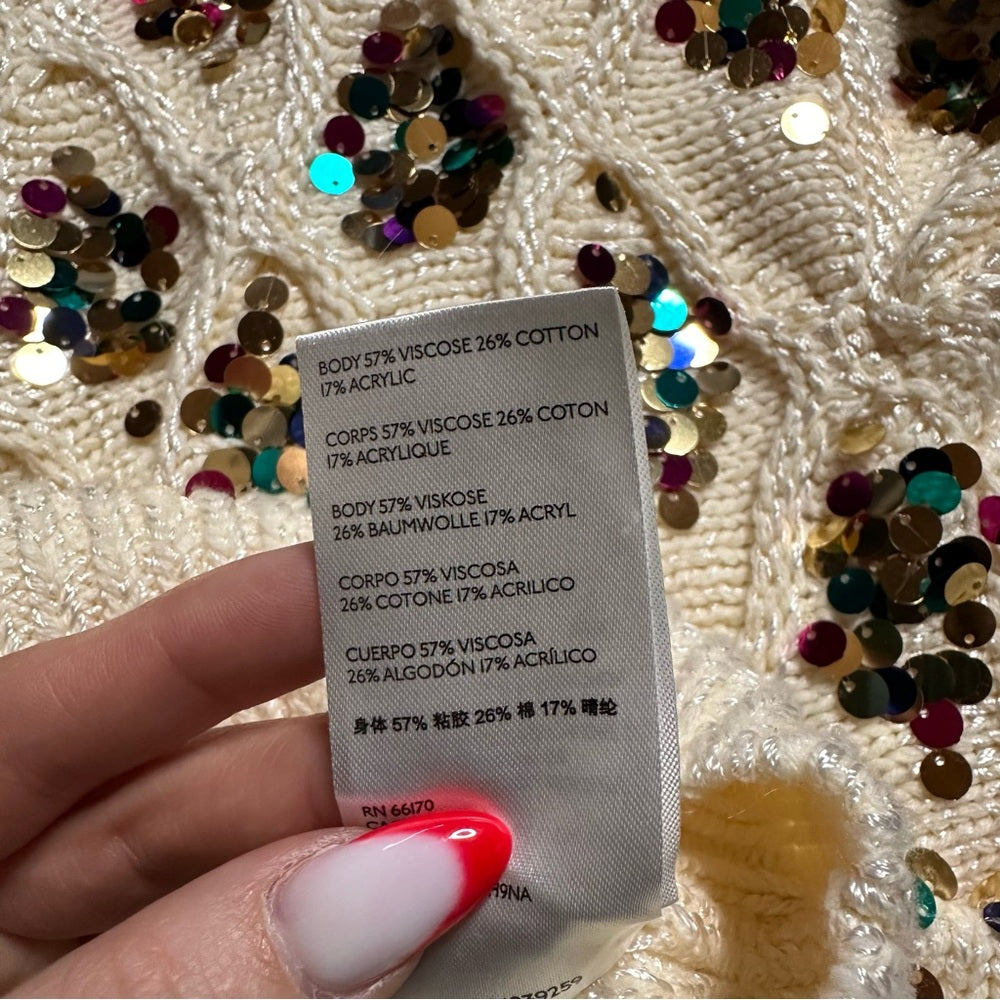 BODY 57% VISCOSE 26% COTTON
17% ACRYLIC
CORPS 57% VISCOSE 26% COTON
17% ACRYLIQUE
BODY 57% VISKOSE
26% BAUMWOLLE 17% ACRYL
CORPO 57% VISCOSA
26% COTONE 17% ACRILICO
CUERPO 57% VISCOSA
26% ALGODÓN 17% ACRÍLICO
身体 57% 粘胶 26% 棉 17% 晴纶
RN 66170